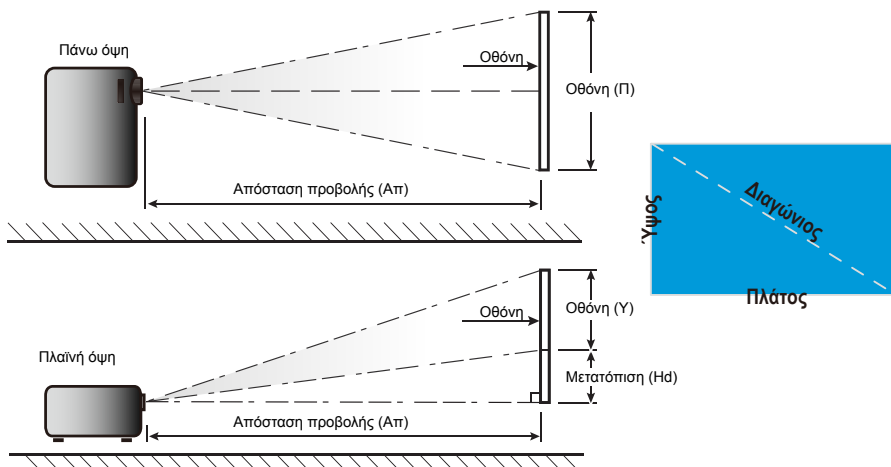 Πάνω όψη
Οθόνη
Οθόνη (Π)
Απόσταση προβολής (Απ)
Ύψος
Διαγώνιος
Πλάτος
Πλαϊνή όψη
Οθόνη
Οθόνη (Υ)
Μετατόπιση (Hd)
Απόσταση προβολής (Απ)